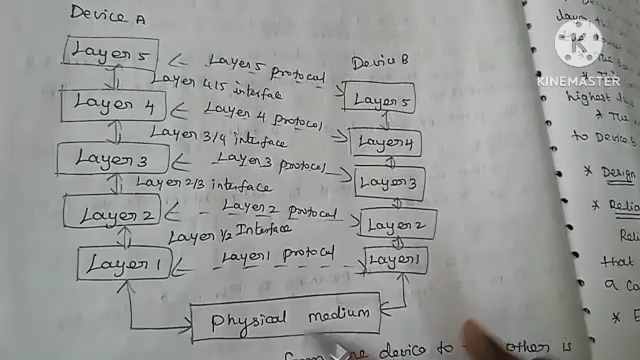 Device A
Device B
Layer 5
Layer 5 protocol
Layer 4/5 interface
Layer 5
Layer 4
Layer 4 protocol
Layer 3/4 interface
Layer 4
Layer 3
Layer 3 protocol
Layer 2/3 interface
Layer 3
Layer 2
Layer 2 protocol
Layer 1/2 Interface
Layer 2
Layer 1
Layer 1 protocol
Layer 1
physical medium
device to
other is
highest
to Device B
* Design
* Relia
Reli
that
a ca
* E
KINEMASTER